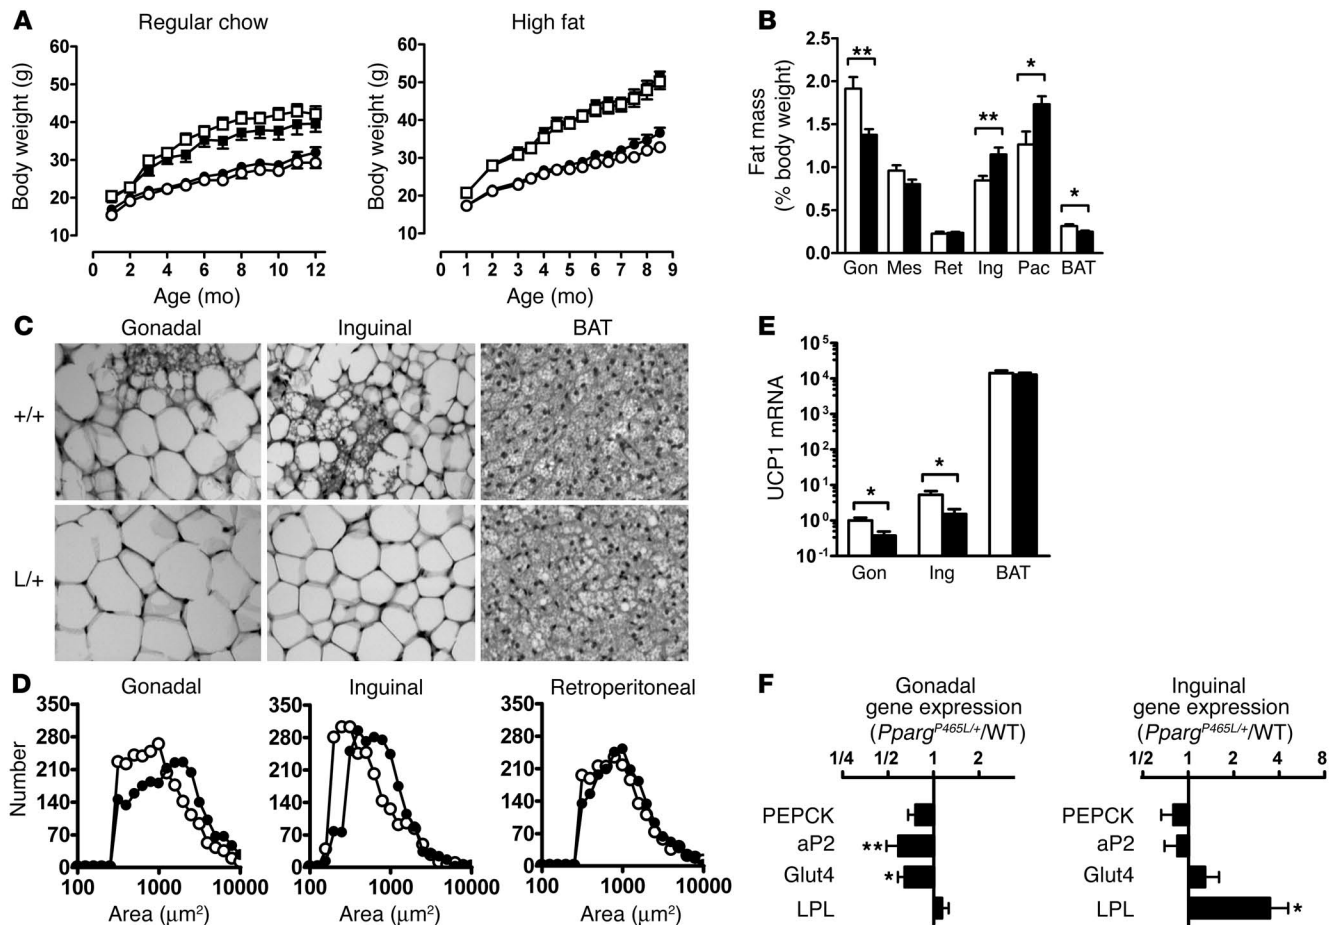 A
Regular chow
High fat
Body weight (g)
60
50
40
30
20
10
0 2 4 6 8 10 12
Age (mo)
Body weight (g)
60
50
40
30
20
10
0 1 2 3 4 5 6 7 8 9
Age (mo)
B
Fat mass
(% body weight)
2.5
2.0
1.5
1.0
0.5
0.0
** ** * *
Gon Mes Ret Ing Pac BAT
C
Gonadal Inguinal BAT
+/+
L/+
D
Gonadal Inguinal Retroperitoneal
Number
350
280
210
140
70
0
100 1000 10000
Area (μm²)
350
280
210
140
70
0
100 1000 10000
Area (μm²)
350
280
210
140
70
0
100 1000 10000
Area (μm²)
E
UCP1 mRNA
10⁵
10⁴
10³
10²
10¹
10⁰
10⁻¹
* *
Gon Ing BAT
F
Gonadal
gene expression
(Pparg^P465L/+/WT)
1/4 1/2 1 2
PEPCK
aP2 **
Glut4 *
LPL
Inguinal
gene expression
(Pparg^P465L/+/WT)
1/2 1 2 4 8
PEPCK
aP2
Glut4
LPL *